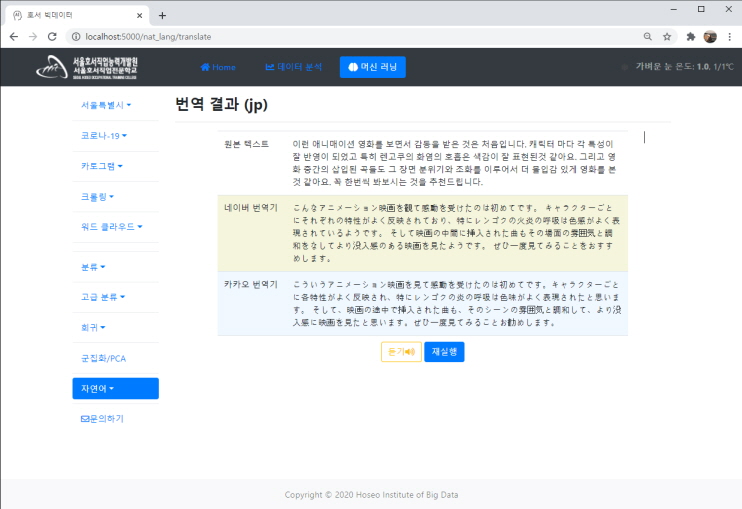 호서 빅데이터
localhost:5000/nat_lang/translate
서울호서직업능력개발원
서울호서직업전문학교
Home
데이터 분석
머신 러닝
가벼운 눈 온도: 1.0, 1/1℃
서울특별시
코로나-19
카토그램
크롤링
워드 클라우드
분류
고급 분류
회귀
군집화/PCA
자연어
문의하기
번역 결과 (jp)
원본 텍스트
이런 애니매이션 영화를 보면서 감동을 받은 것은 처음입니다. 캐릭터 마다 각 특성이
잘 반영이 되었고 특히 렌고쿠의 화염의 호흡은 색감이 잘 표현된것 같아요. 그리고 영
화 중간의 삽입된 곡들도 그 장면 분위기와 조화를 이루어서 더 몰입감 있게 영화를 본
것 같아요. 꼭 한번씩 봐보시는 것을 추천드립니다.
네이버 번역기
こんなアニメーション映画を観て感動を受けたのは初めてです。 キャラクターごと
にそれぞれの特性がよく反映されており、特にレンゴクの火炎の呼吸は色感がよく表
現されているようです。 そして映画の中間に挿入された曲もその場面の雰囲気と調
和をなしてより没入感のある映画を見たようです。 ぜひ一度見てみることをおすす
めします。
카카오 번역기
こういうアニメーション映画を見て感動を受けたのは初めてです。キャラクターごと
に各特性がよく反映され、特にレンゴクの炎の呼吸は色味がよく表現されたと思いま
す。 そして、映画の途中で挿入された曲も、そのシーンの雰囲気と調和して、より没
入感に映画を見たと思います。ぜひ一度見てみることお勧めします。
듣기
재실행
Copyright © 2020 Hoseo Institute of Big Data